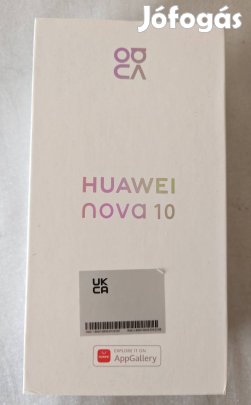 Jófogás
HUAWEI
nova 10
UK
CA
EXPLORE IT ON
AppGallery